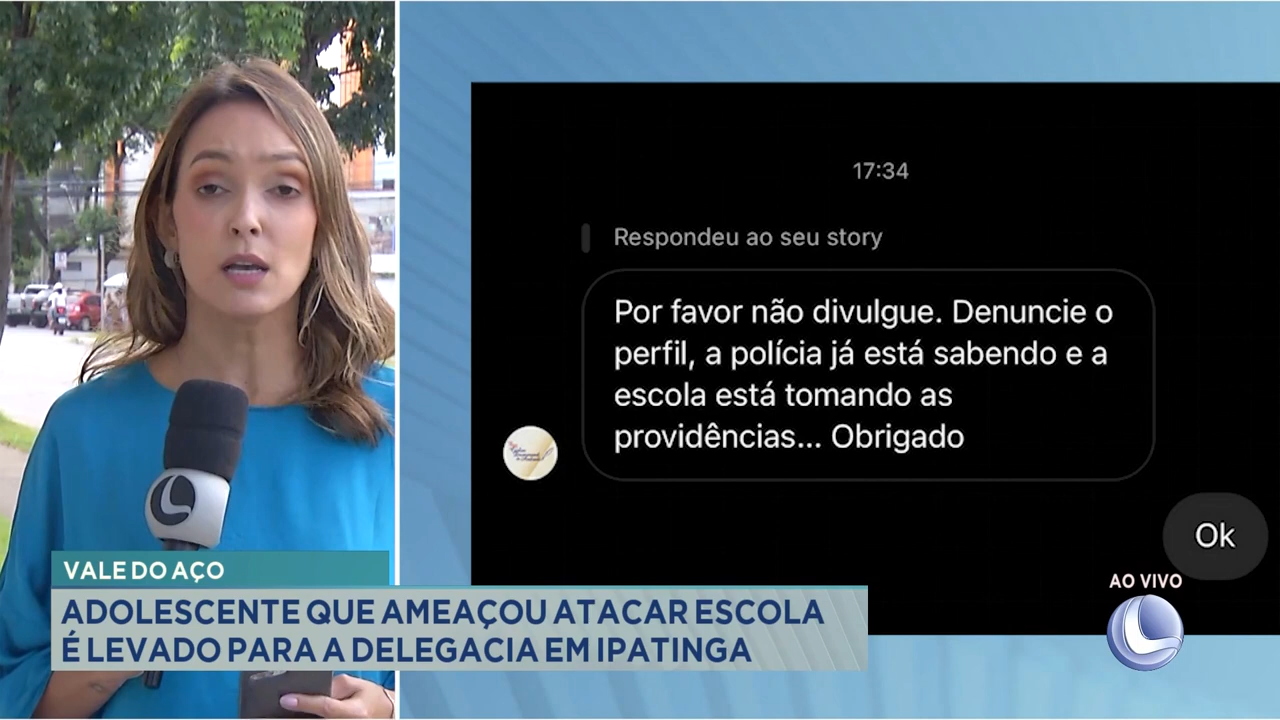 17:34
Respondeu ao seu story
Por favor não divulgue. Denuncie o
perfil, a polícia já está sabendo e a
escola está tomando as
providências... Obrigado
Ok
AO VIVO
VALE DO AÇO
ADOLESCENTE QUE AMEAÇOU ATACAR ESCOLA
É LEVADO PARA A DELEGACIA EM IPATINGA